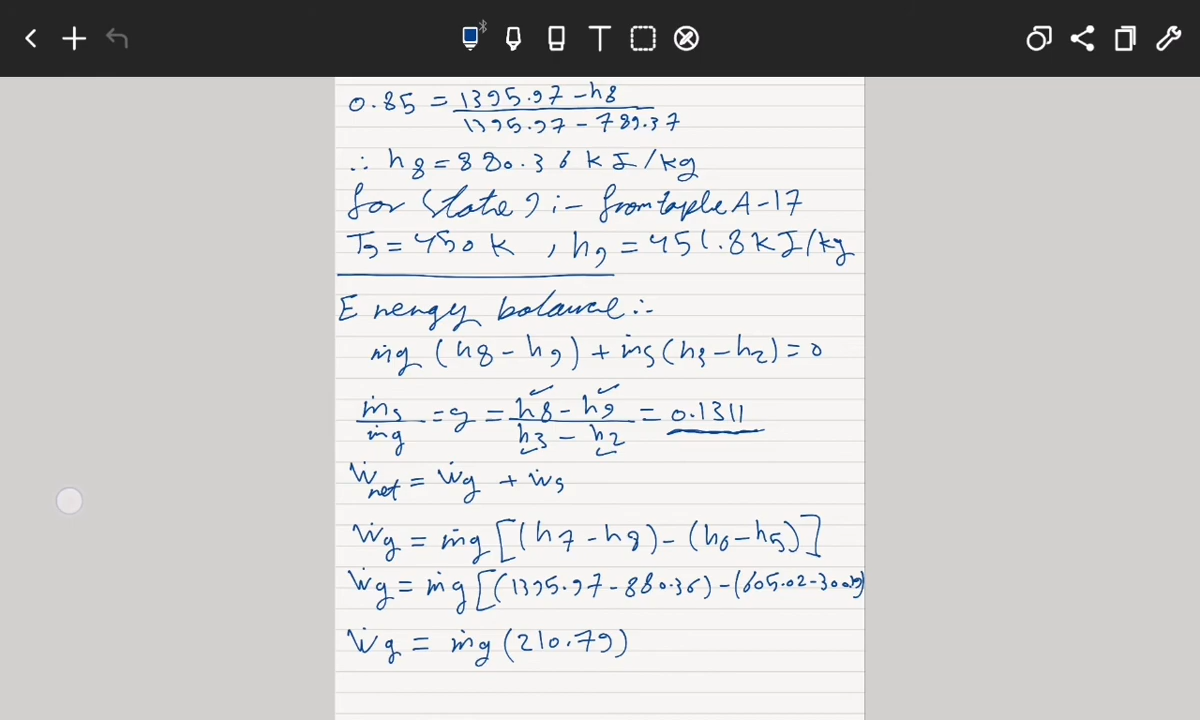 0.85 = (1395.97 - h8) / (1395.97 - 789.37)
∴ h8 = 880.36 kJ/kg
for State 9 :- from taple A-17
T9 = 450 K , h9 = 451.8 kJ/kg
Energy balance :-
ṁg (h8 - h9) + ṁs (h3 - h2) = 0
ṁs / ṁg = y = (h8 - h9) / (h3 - h2) = 0.1311
Ẇnet = Ẇg + Ẇs
Ẇg = ṁg [(h7 - h8) - (h6 - h5)]
Ẇg = ṁg [(1395.97 - 880.36) - (605.02 - 300.19)
Ẇg = ṁg (210.79)